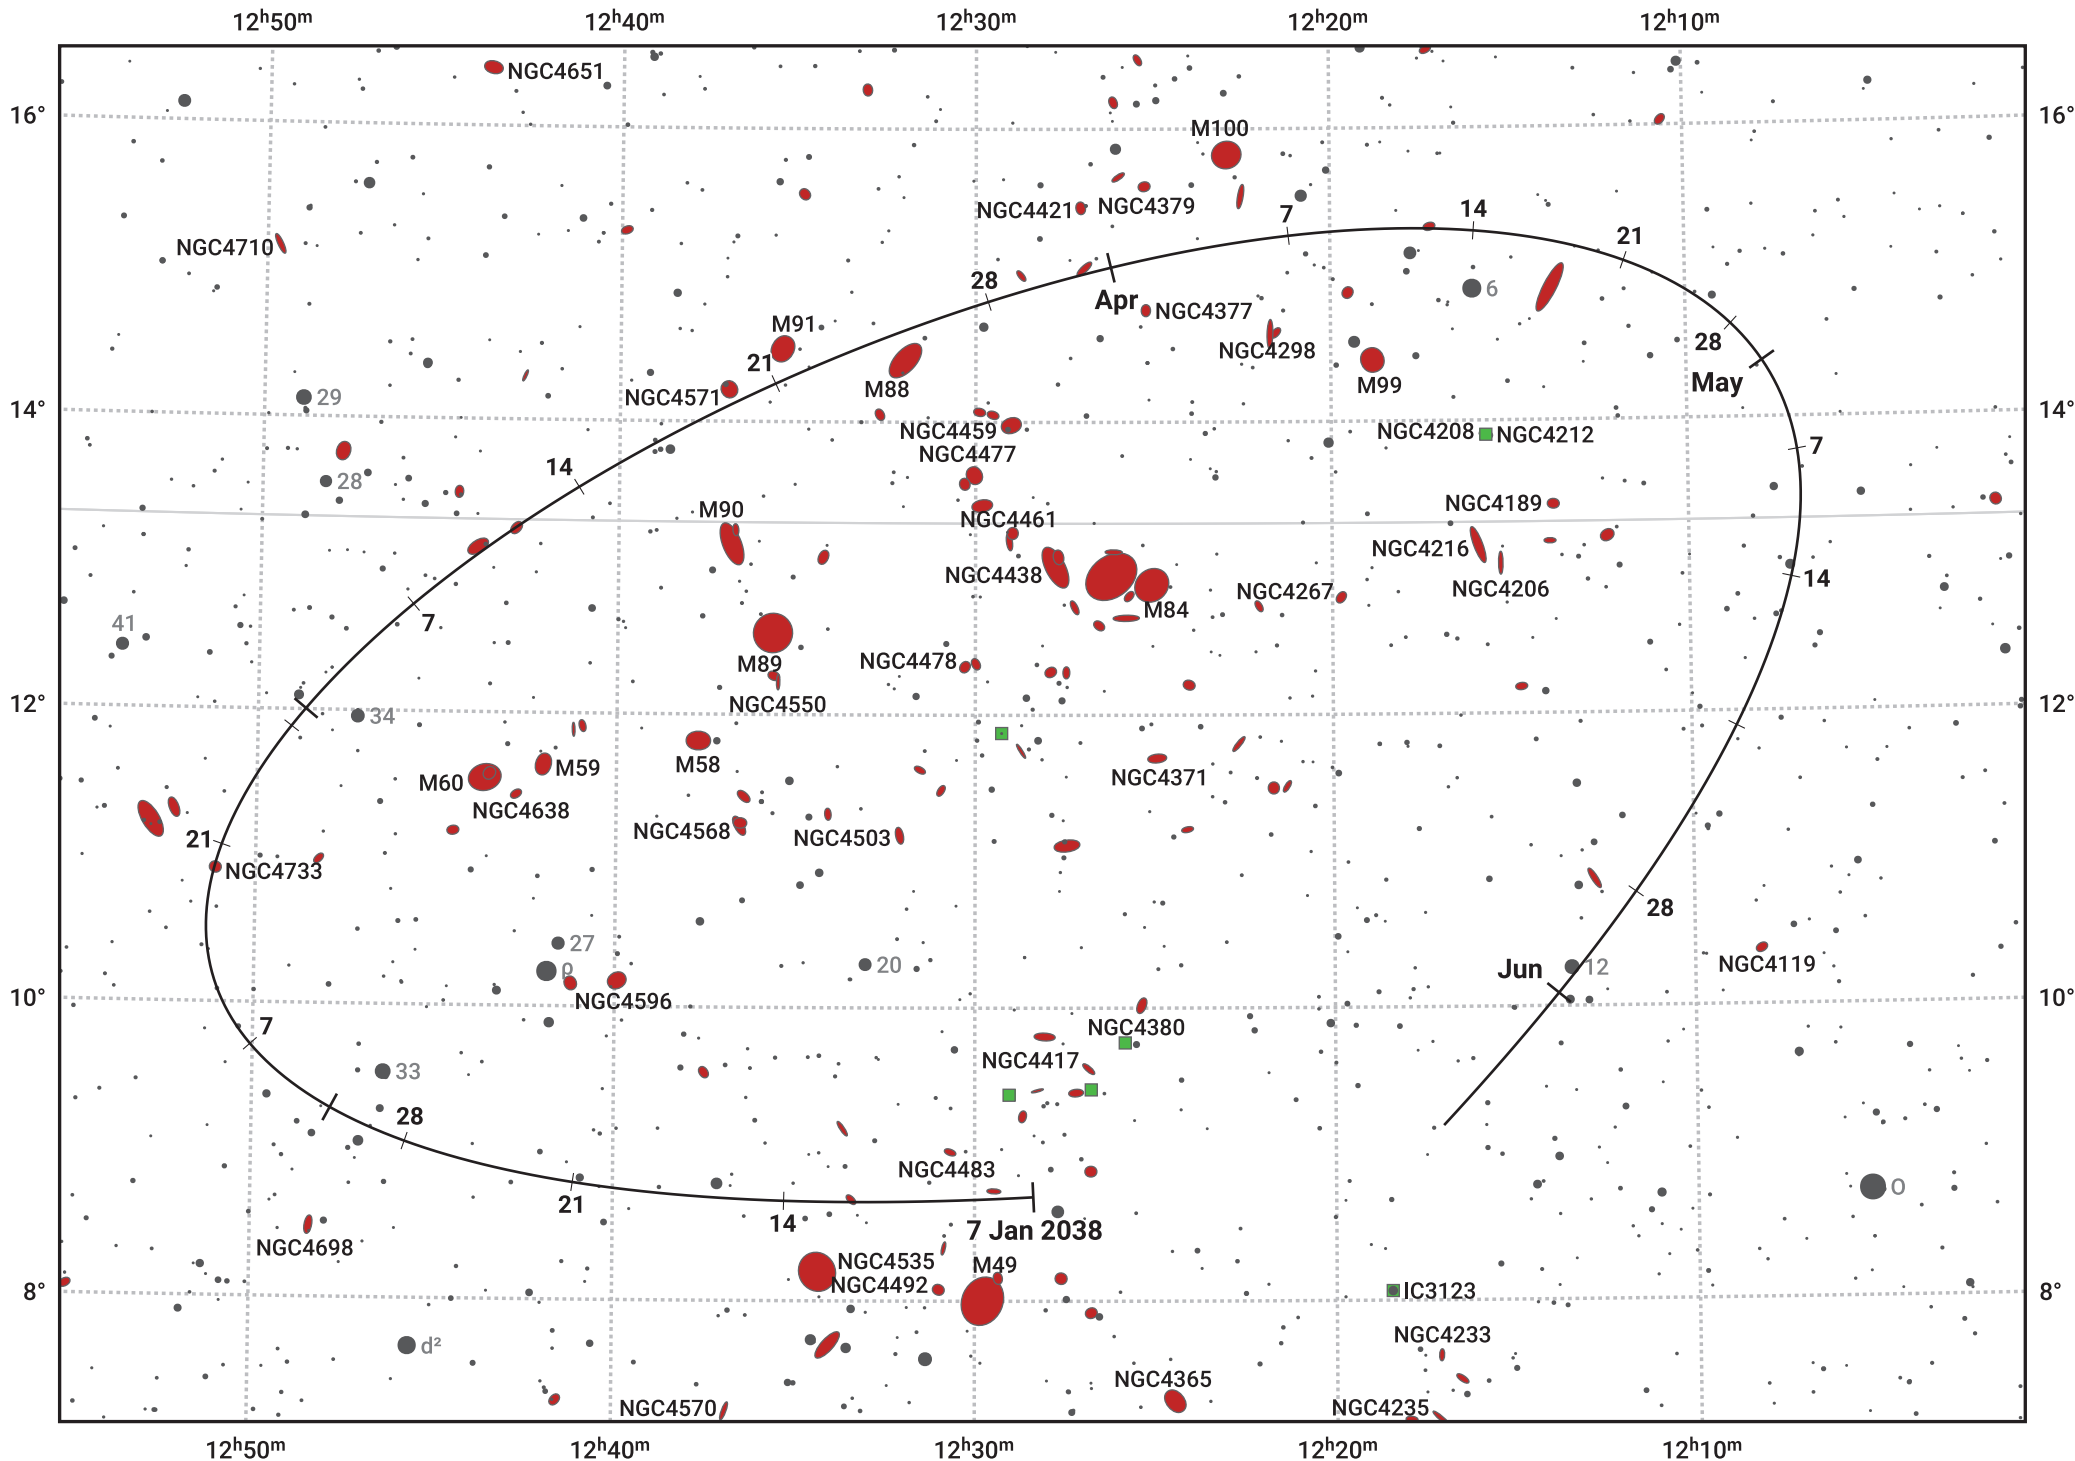 12ʰ50ᵐ 12ʰ40ᵐ 12ʰ30ᵐ 12ʰ20ᵐ 12ʰ10ᵐ
NGC4651
16° 16°
M100
NGC4421 NGC4379
7 14
NGC4710 21
28
Apr NGC4377 6
M91
28
NGC4298
21
M88 M99 May
NGC4571
29
14° 14°
NGC4459 NGC4208 NGC4212
7
NGC4477
14
28
NGC4189
M90
NGC4461
NGC4216
NGC4438 14
NGC4267 NGC4206
M84
41 7
NGC4478
M89
NGC4550
12° 34 12°
M58 M59
NGC4371
M60
NGC4638
NGC4568 NGC4503
21
NGC4733
28
27 20
ρ Jun 12 NGC4119
10° NGC4596 10°
7 NGC4380
NGC4417
33
28
NGC4483
O
21 14
7 Jan 2038
NGC4698
NGC4535 M49
NGC4492
8° IC3123 8°
NGC4233
d²
NGC4365
NGC4570 NGC4235
12ʰ50ᵐ 12ʰ40ᵐ 12ʰ30ᵐ 12ʰ20ᵐ 12ʰ10ᵐ